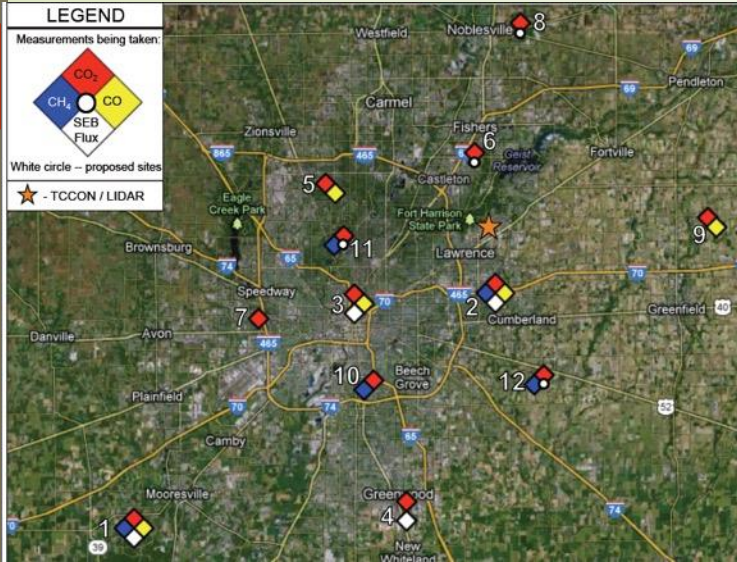 LEGEND
Measurements being taken:
CO₂
CH₄ CO
SEB
Flux
White circle – proposed sites
- TCCON / LIDAR
8
Westfield Noblesville
69
Pendleton
Carmel
69
Zionsville
Fishers
865 465
6
6
Geist
Reservoir
Fortville
5
Castleton
Eagle
Creek Park
Fort Harrison
State Park
9
Brownsburg
11
65
Lawrence
74
70
Speedway
465
3 70
2
Cumberland
Greenfield 40
7
Danville Avon
465
Beech
Grove
10
12
Plainfield
70 74
52
Camby
65
Mooresville
Greenwood
1
70
4
74
39
New
Whiteland